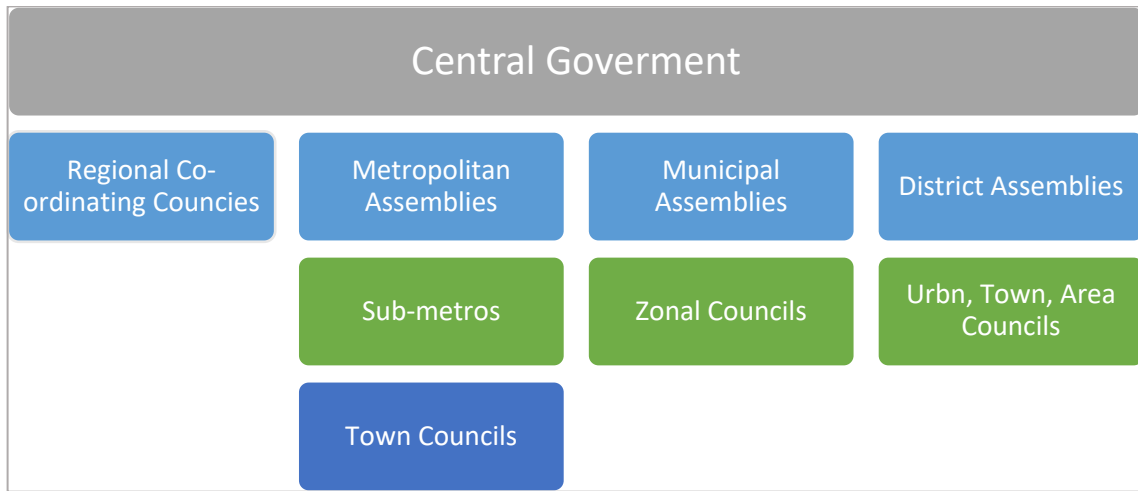 Central Goverment
Regional Co-
ordinating Councies
Metropolitan
Assemblies
Municipal
Assemblies
District Assemblies
Sub-metros
Zonal Councils
Urbn, Town, Area
Councils
Town Councils